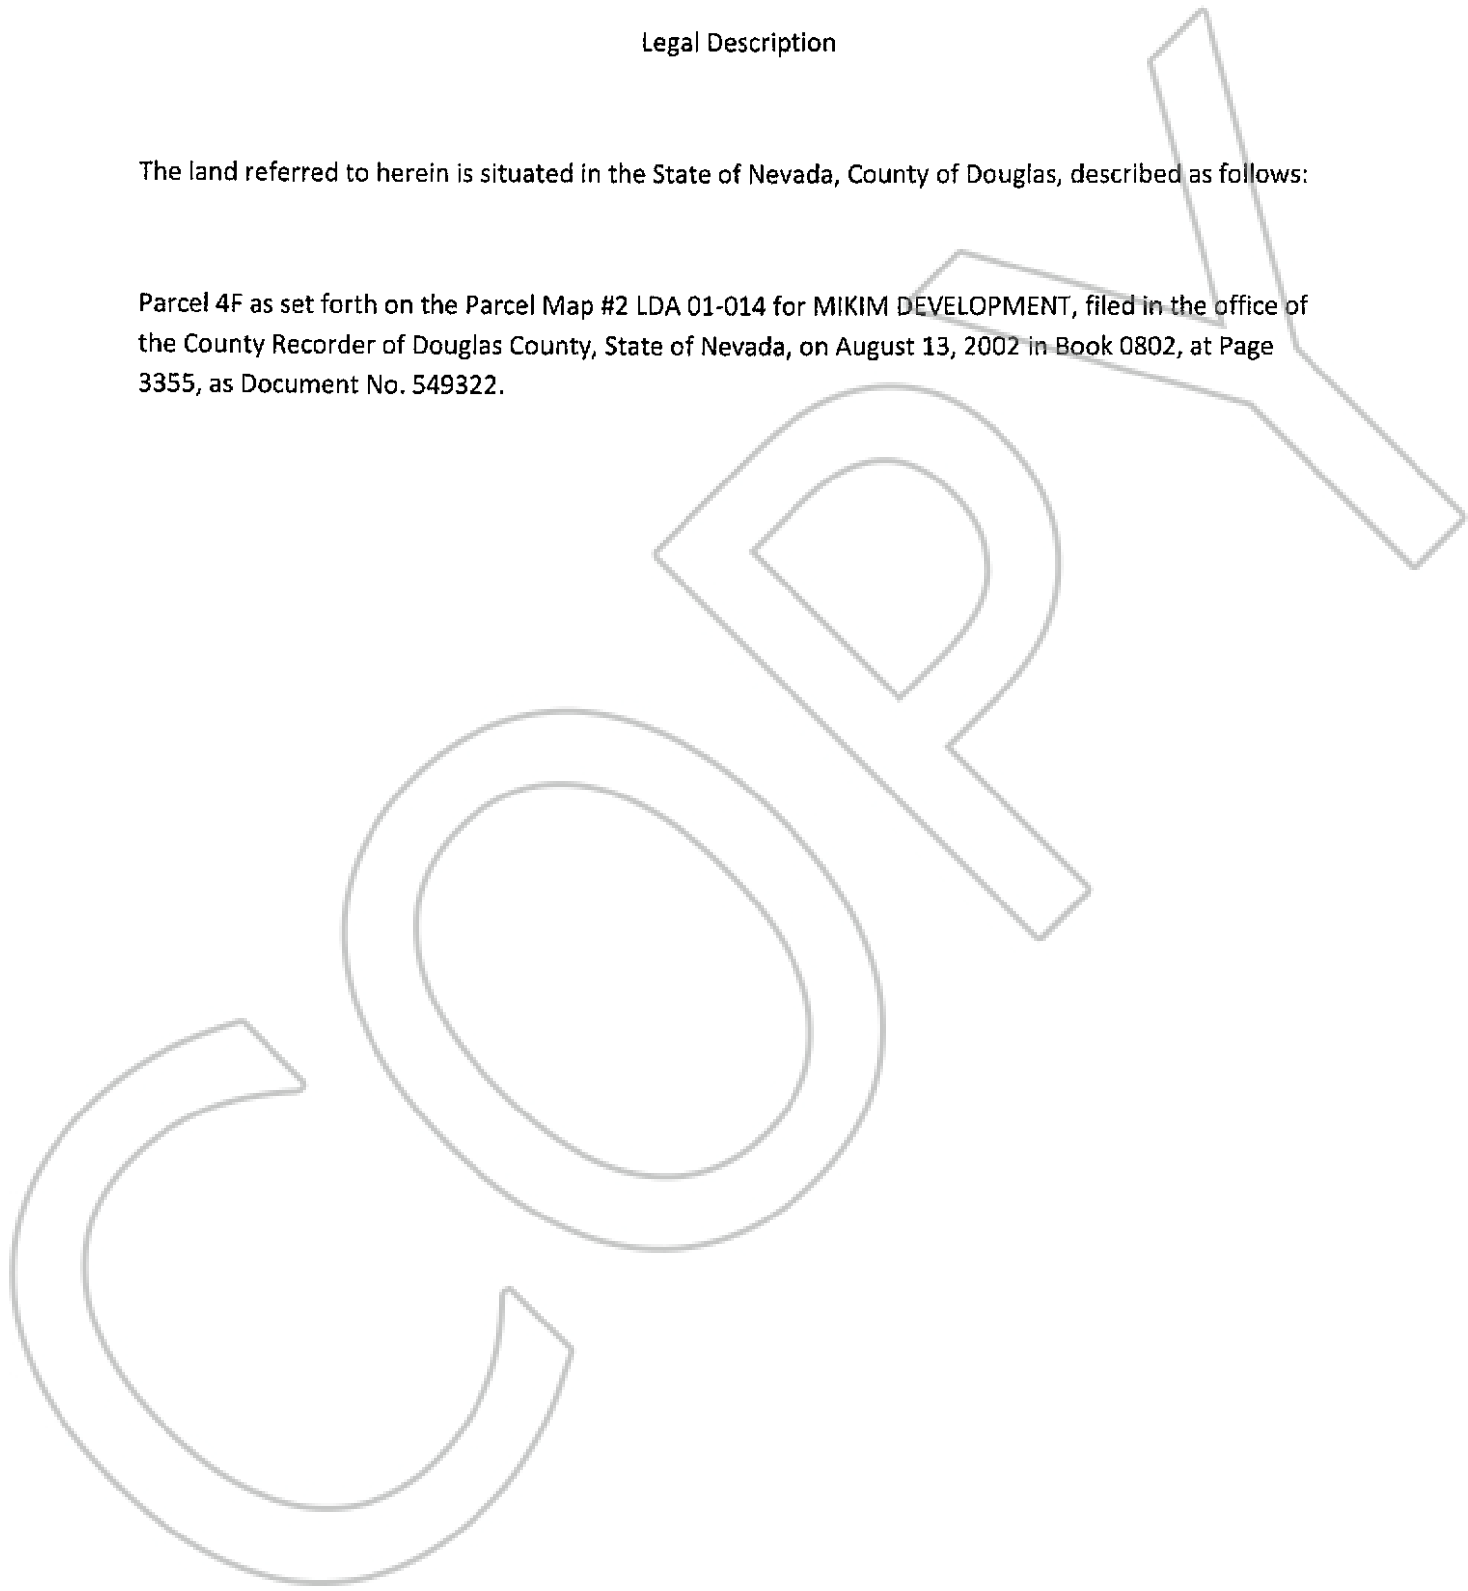 Legal Description
The land referred to herein is situated in the State of Nevada, County of Douglas, described as follows:
Parcel 4F as set forth on the Parcel Map #2 LDA 01-014 for MIKIM DEVELOPMENT, filed in the office of
the County Recorder of Douglas County, State of Nevada, on August 13, 2002 in Book 0802, at Page
3355, as Document No. 549322.
COPY